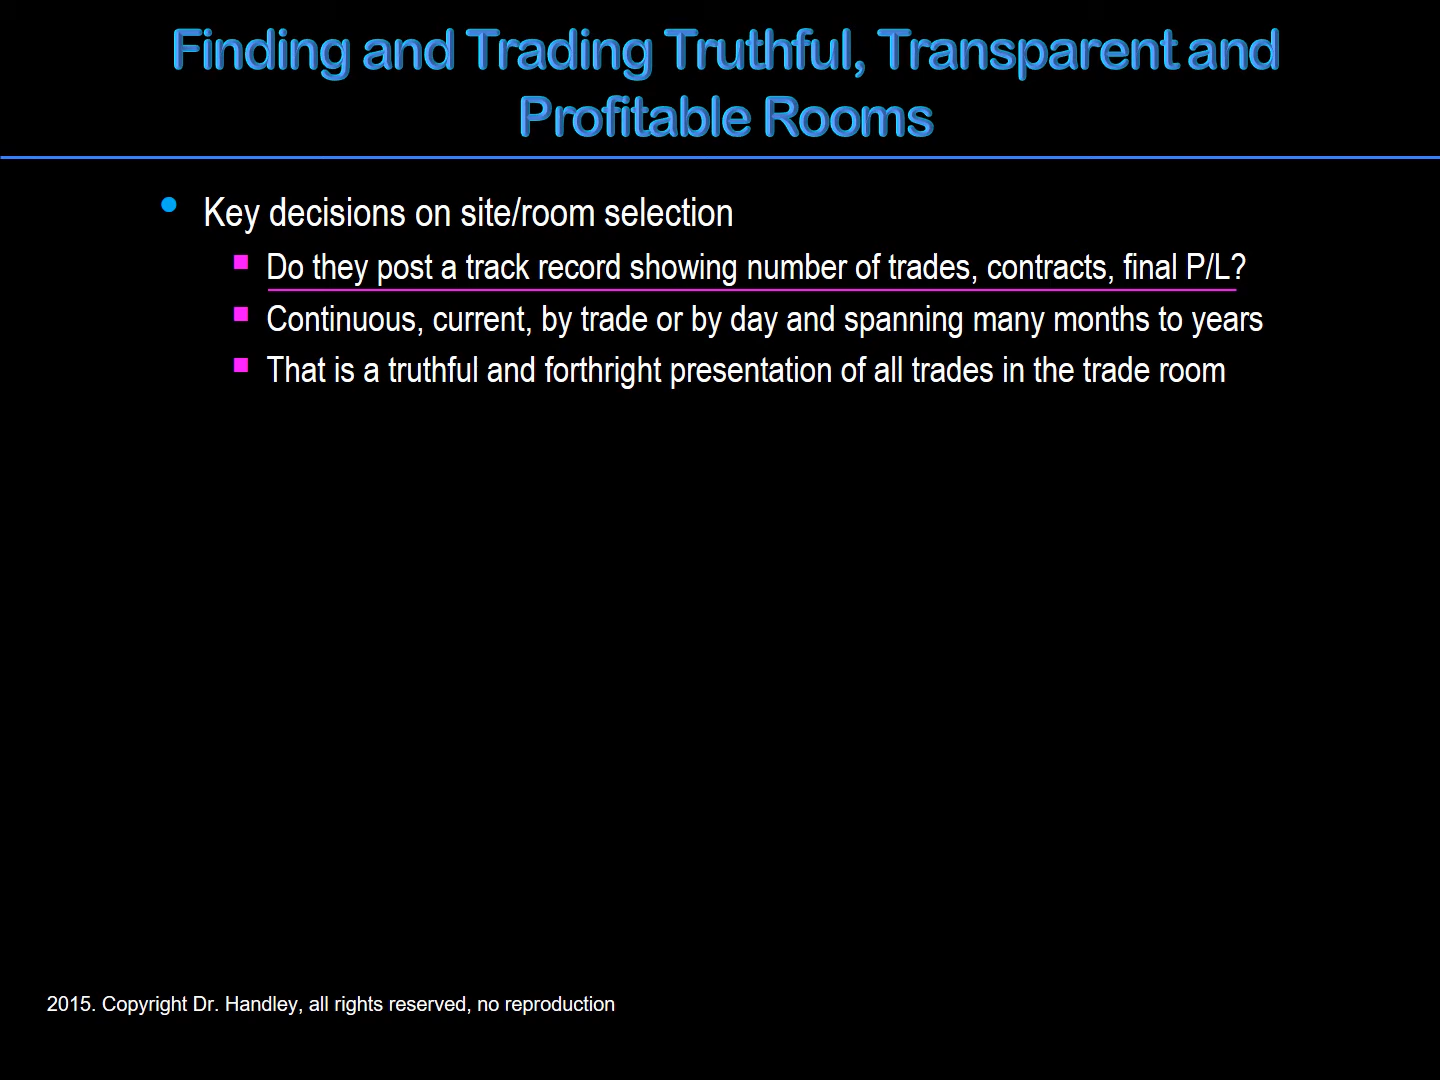 Finding and Trading Truthful, Transparent and
Profitable Rooms
Key decisions on site/room selection
Do they post a track record showing number of trades, contracts, final P/L?
Continuous, current, by trade or by day and spanning many months to years
That is a truthful and forthright presentation of all trades in the trade room
2015. Copyright Dr. Handley, all rights reserved, no reproduction